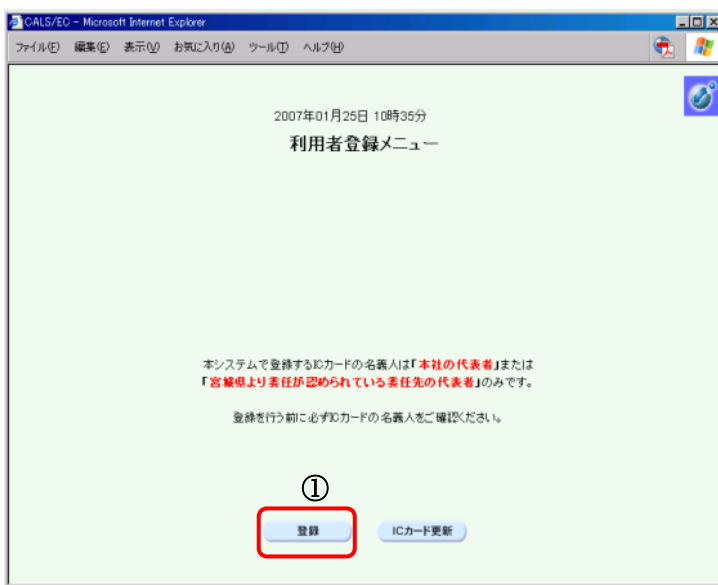 CALS/EC - Microsoft Internet Explorer
ファイル(F) 編集(E) 表示(V) お気に入り(A) ツール(T) ヘルプ(H)
2007年01月25日 10時35分
利用者登録メニュー
本システムで登録するICカードの名義人は「本社の代表者」または
「宮城県より委任が認められている委任先の代表者」のみです。
登録を行う前に必ずICカードの名義人をご確認ください。
①
登録 ICカード更新